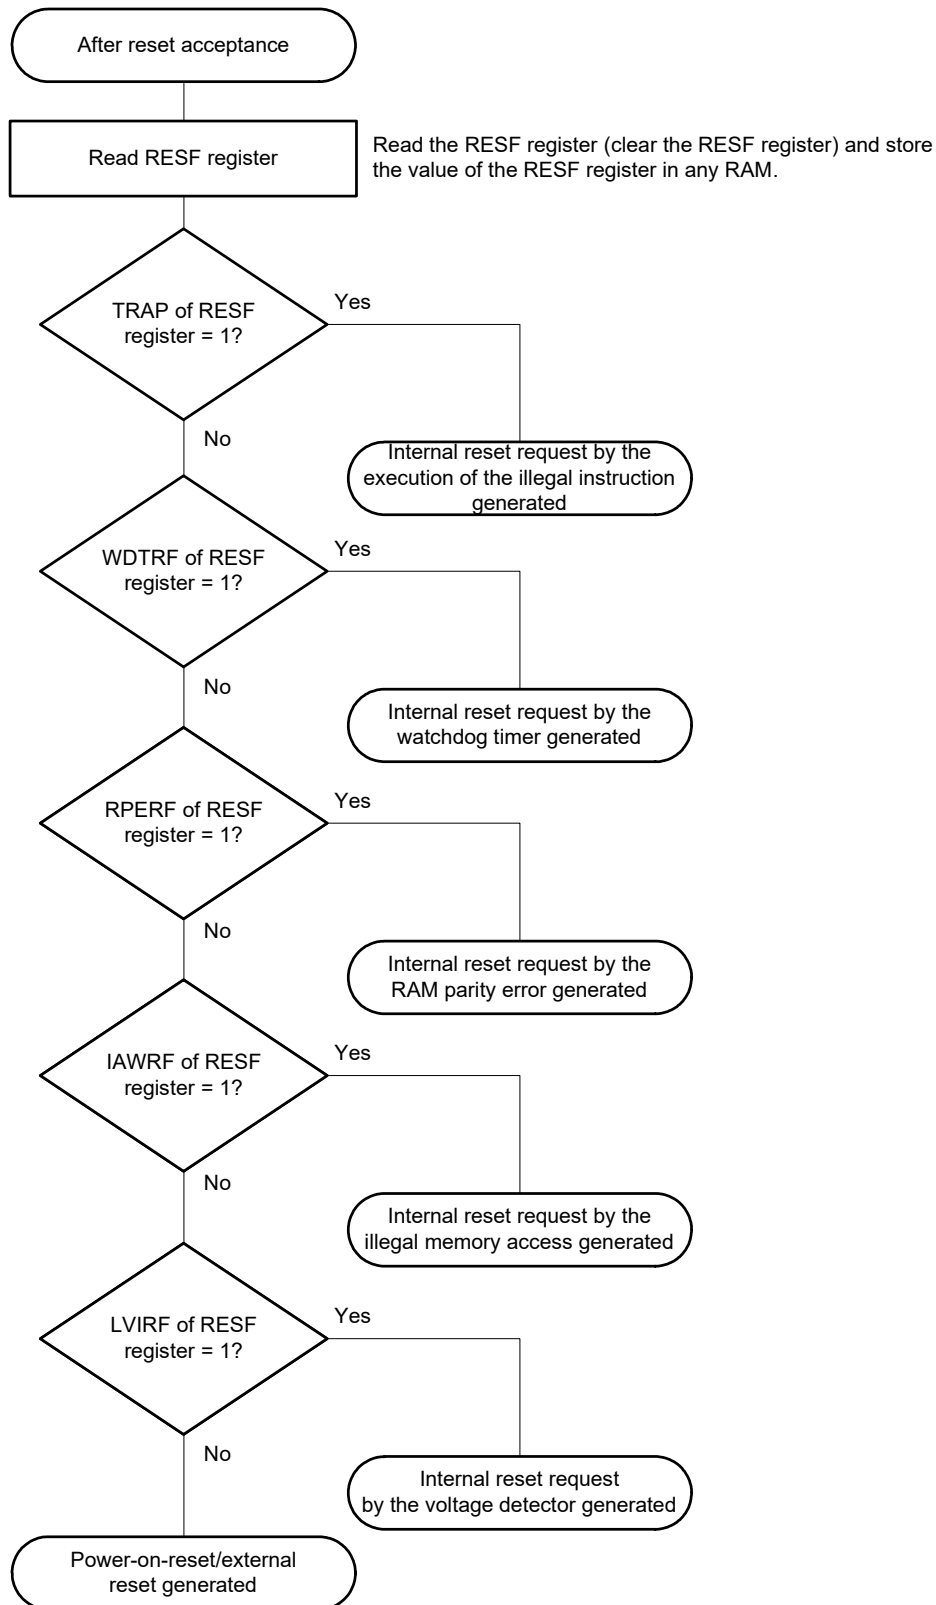 After reset acceptance
Read RESF register
Read the RESF register (clear the RESF register) and store
the value of the RESF register in any RAM.
TRAP of RESF
register = 1?
Yes
No
Internal reset request by the
execution of the illegal instruction
generated
WDTRF of RESF
register = 1?
Yes
No
Internal reset request by the
watchdog timer generated
RPERF of RESF
register = 1?
Yes
No
Internal reset request by the
RAM parity error generated
IAWRF of RESF
register = 1?
Yes
No
Internal reset request by the
illegal memory access generated
LVIRF of RESF
register = 1?
Yes
No
Internal reset request
by the voltage detector generated
Power-on-reset/external
reset generated